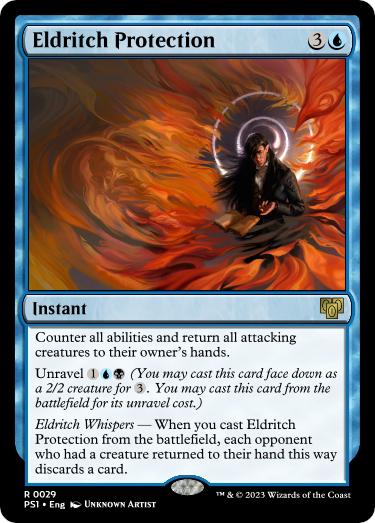 Eldritch Protection 3
Instant
Counter all abilities and return all attacking
creatures to their owner's hands.
Unravel 1 (You may cast this card face down as
a 2/2 creature for 3. You may cast this card from the
battlefield for its unravel cost.)
Eldritch Whispers — When you cast Eldritch
Protection from the battlefield, each opponent
who had a creature returned to their hand this way
discards a card.
R 0029
PS1 • Eng Unknown Artist
™ & © 2023 Wizards of the Coast